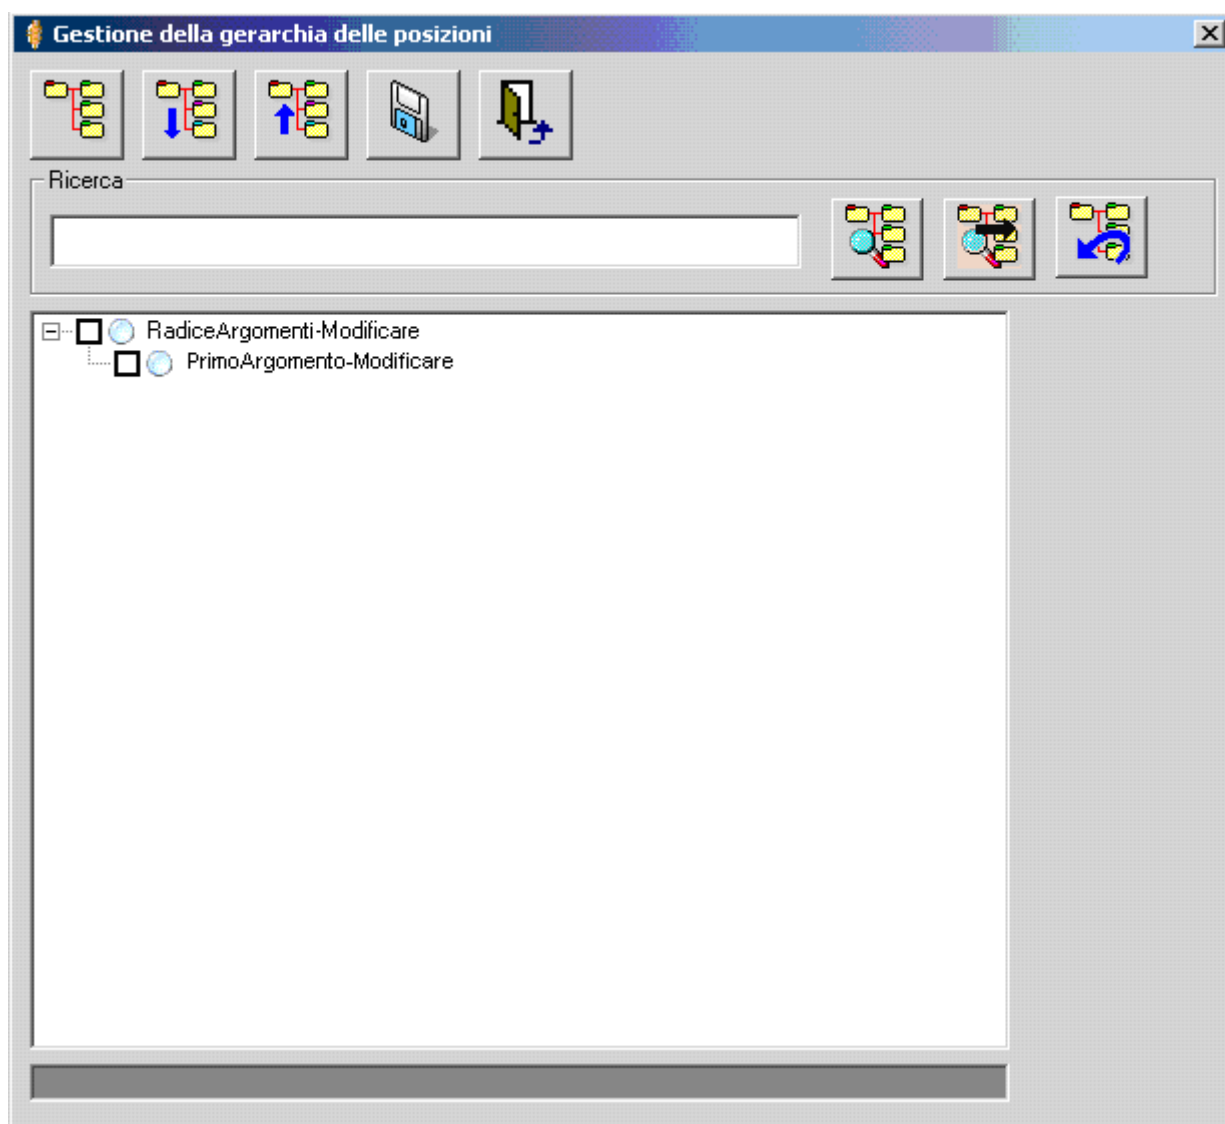 Gestione della gerarchia delle posizioni
Ricerca
RadiceArgomenti-Modificare
PrimoArgomento-Modificare